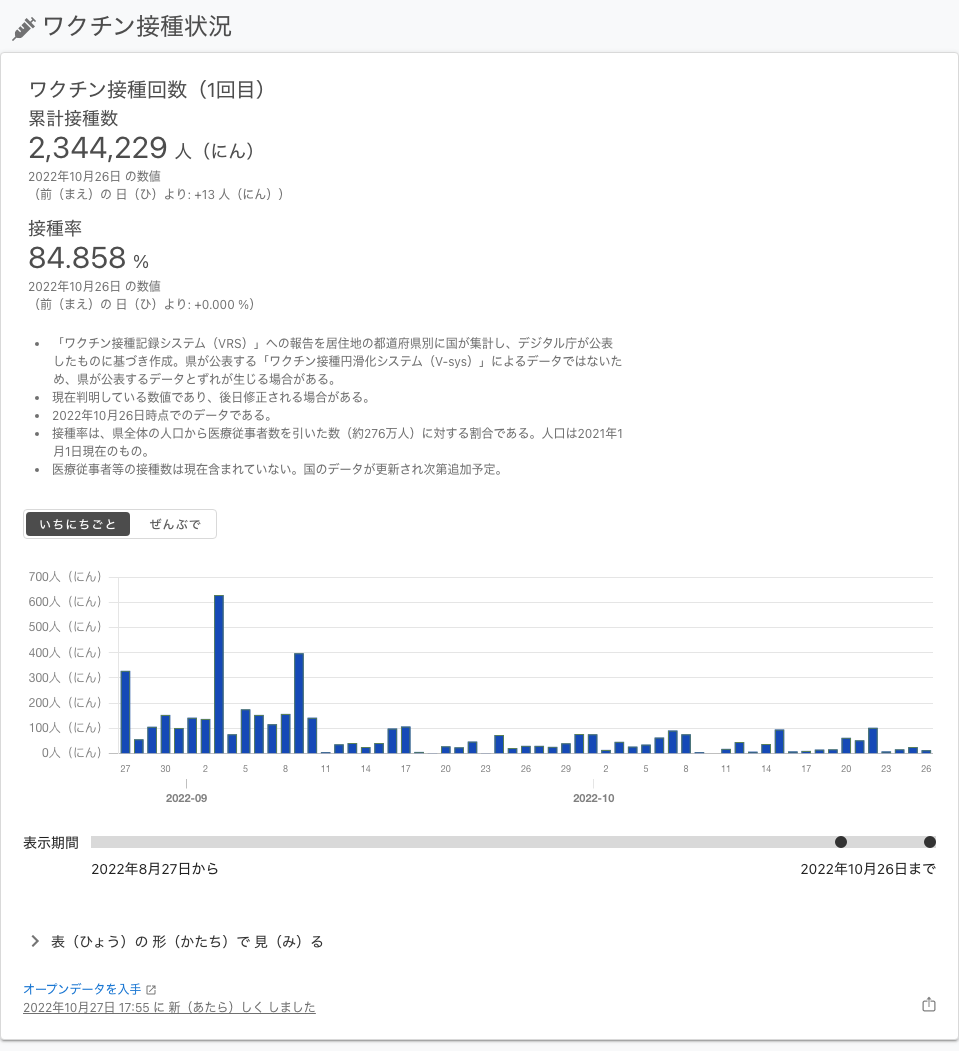 ワクチン接種状況
ワクチン接種回数（1回目）
累計接種数
2,344,229 人（にん）
2022年10月26日 の数値
（前（まえ）の 日（ひ）より: +13 人（にん））
接種率
84.858 %
2022年10月26日 の数値
（前（まえ）の 日（ひ）より: +0.000 %）
• 「ワクチン接種記録システム（VRS）」への報告を居住地の都道府県別に国が集計し、デジタル庁が公表
したものに基づき作成。県が公表する「ワクチン接種円滑化システム（V-sys）」によるデータではないた
め、県が公表するデータとずれが生じる場合がある。
• 現在判明している数値であり、後日修正される場合がある。
• 2022年10月26日時点でのデータである。
• 接種率は、県全体の人口から医療従事者数を引いた数（約276万人）に対する割合である。人口は2021年1
月1日現在のもの。
• 医療従事者等の接種数は現在含まれていない。国のデータが更新され次第追加予定。
いちにちごと ぜんぶで
700人（にん）
600人（にん）
500人（にん）
400人（にん）
300人（にん）
200人（にん）
100人（にん）
0人（にん）
27 30 2 5 8 11 14 17 20 23 26 29 2 5 8 11 14 17 20 23 26
2022-09 2022-10
表示期間
2022年8月27日から 2022年10月26日まで
表（ひょう）の 形（かたち）で 見（み）る
オープンデータを入手
2022年10月27日 17:55 に 新（あたら）しく しました